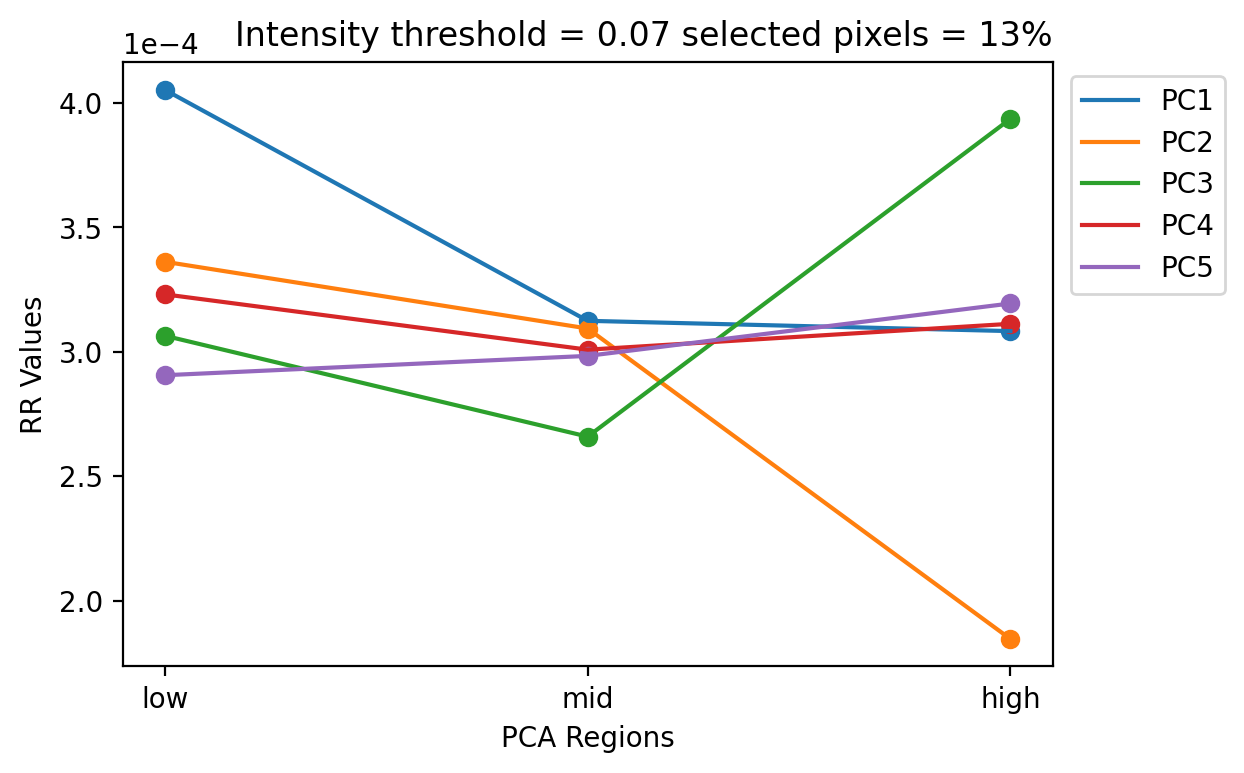 Intensity threshold = 0.07 selected pixels = 13%
1e−4
4.0
3.5
3.0
2.5
2.0
RR Values
low mid high
PCA Regions
PC1
PC2
PC3
PC4
PC5